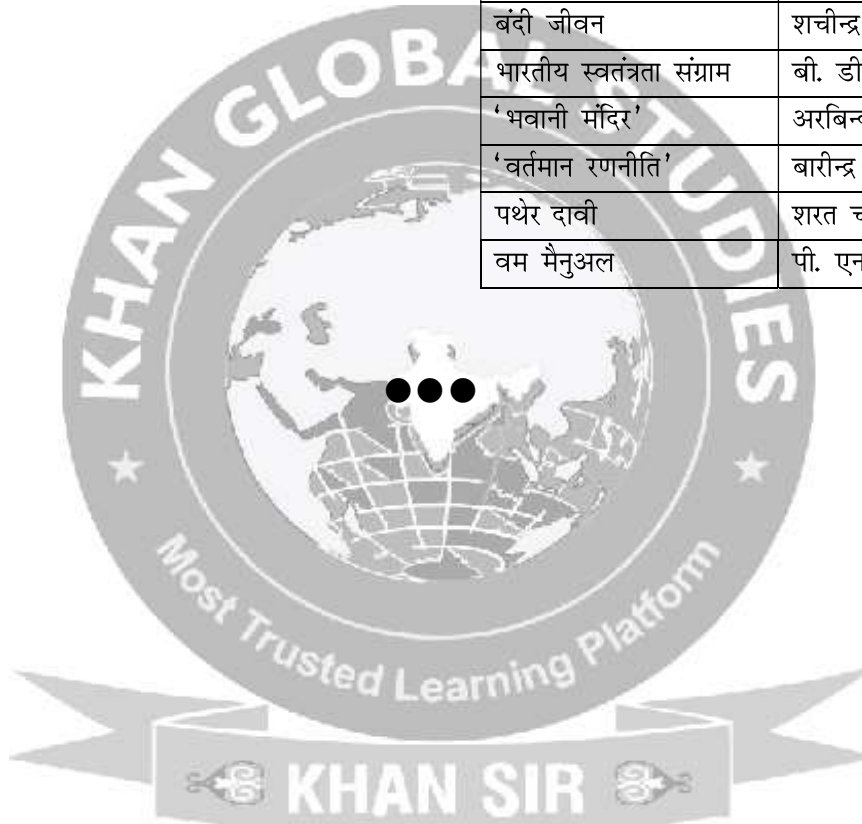 बंदी जीवन शचीन्द्र
भारतीय स्वतंत्रता संग्राम बी. डी
'भवानी मंदिर'
'वर्तमान रणनीति' बारीन्द्र
पथेर दावी शरत च
वम मैनुअल पी. एन
KHAN GLOBAL STUDIES
Most Trusted Learning Platform
KHAN SIR